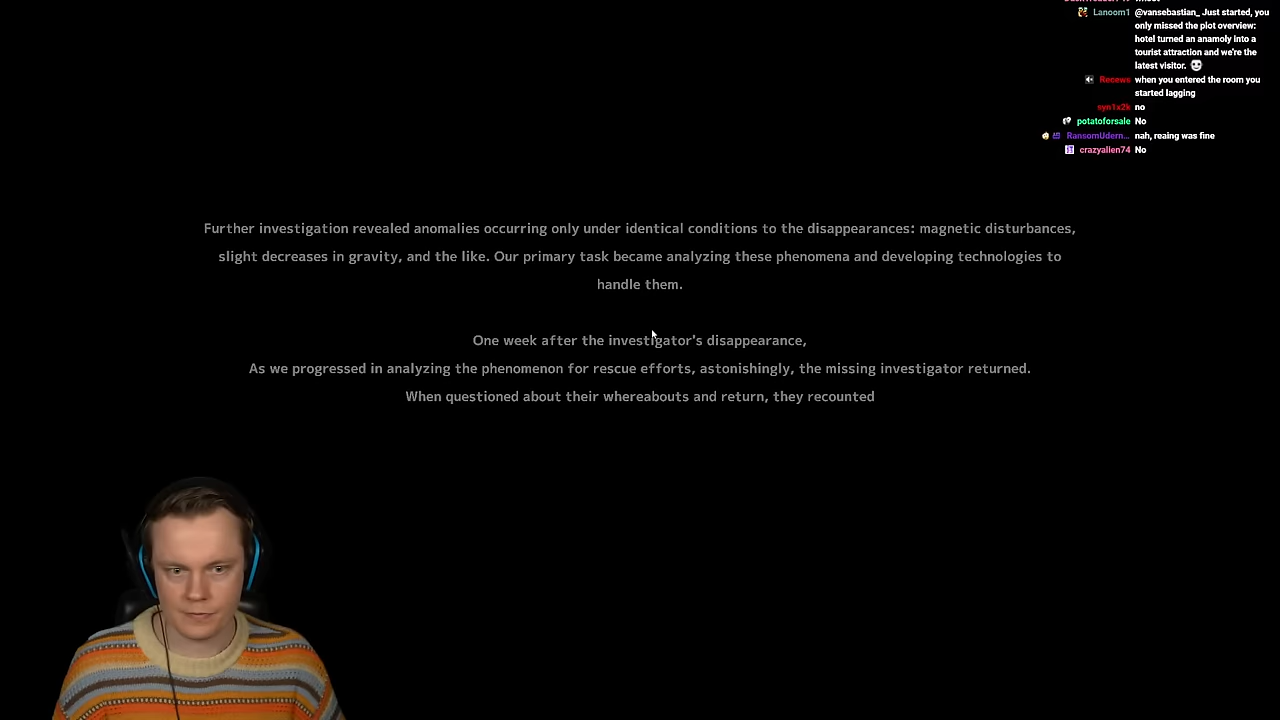 Lanoom1 @vansebastian_ Just started, you
only missed the plot overview:
hotel turned an anamoly into a
tourist attraction and we're the
latest visitor.
Renews when you entered the room you
started lagging
syn1x2k no
potatoforsale No
RansomUdern... nah, reaing was fine
crazyalien74 No
Further investigation revealed anomalies occurring only under identical conditions to the disappearances: magnetic disturbances,
slight decreases in gravity, and the like. Our primary task became analyzing these phenomena and developing technologies to
handle them.
One week after the investigator's disappearance,
As we progressed in analyzing the phenomenon for rescue efforts, astonishingly, the missing investigator returned.
When questioned about their whereabouts and return, they recounted